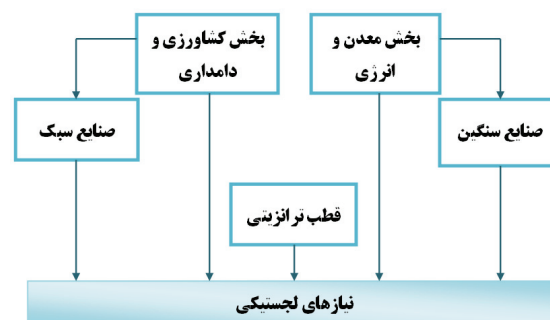 بخش معدن و
انرژی
بخش کشاورزی و
دامداری
صنایع سنگین
صنایع سبک
قطب ترانزیتی
نیازهای لجستیکی